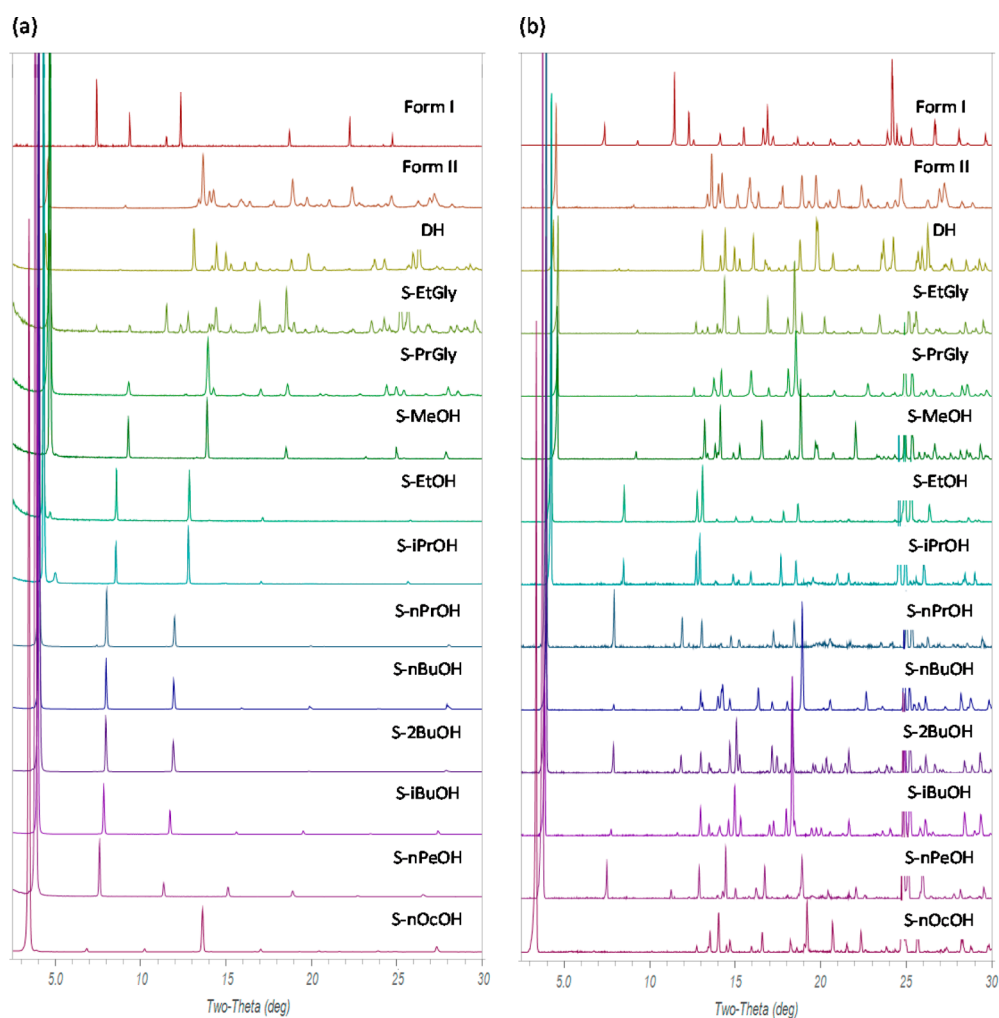 (a)
Form I
Form II
DH
S-EtGly
S-PrGly
S-MeOH
S-EtOH
S-iPrOH
S-nPrOH
S-nBuOH
S-2BuOH
S-iBuOH
S-nPeOH
S-nOcOH
5.0 10 15 20 25 30
Two-Theta (deg)
(b)
Form I
Form II
DH
S-EtGly
S-PrGly
S-MeOH
S-EtOH
S-iPrOH
S-nPrOH
S-nBuOH
S-2BuOH
S-iBuOH
S-nPeOH
S-nOcOH
5.0 10 15 20 25 30
Two-Theta (deg)